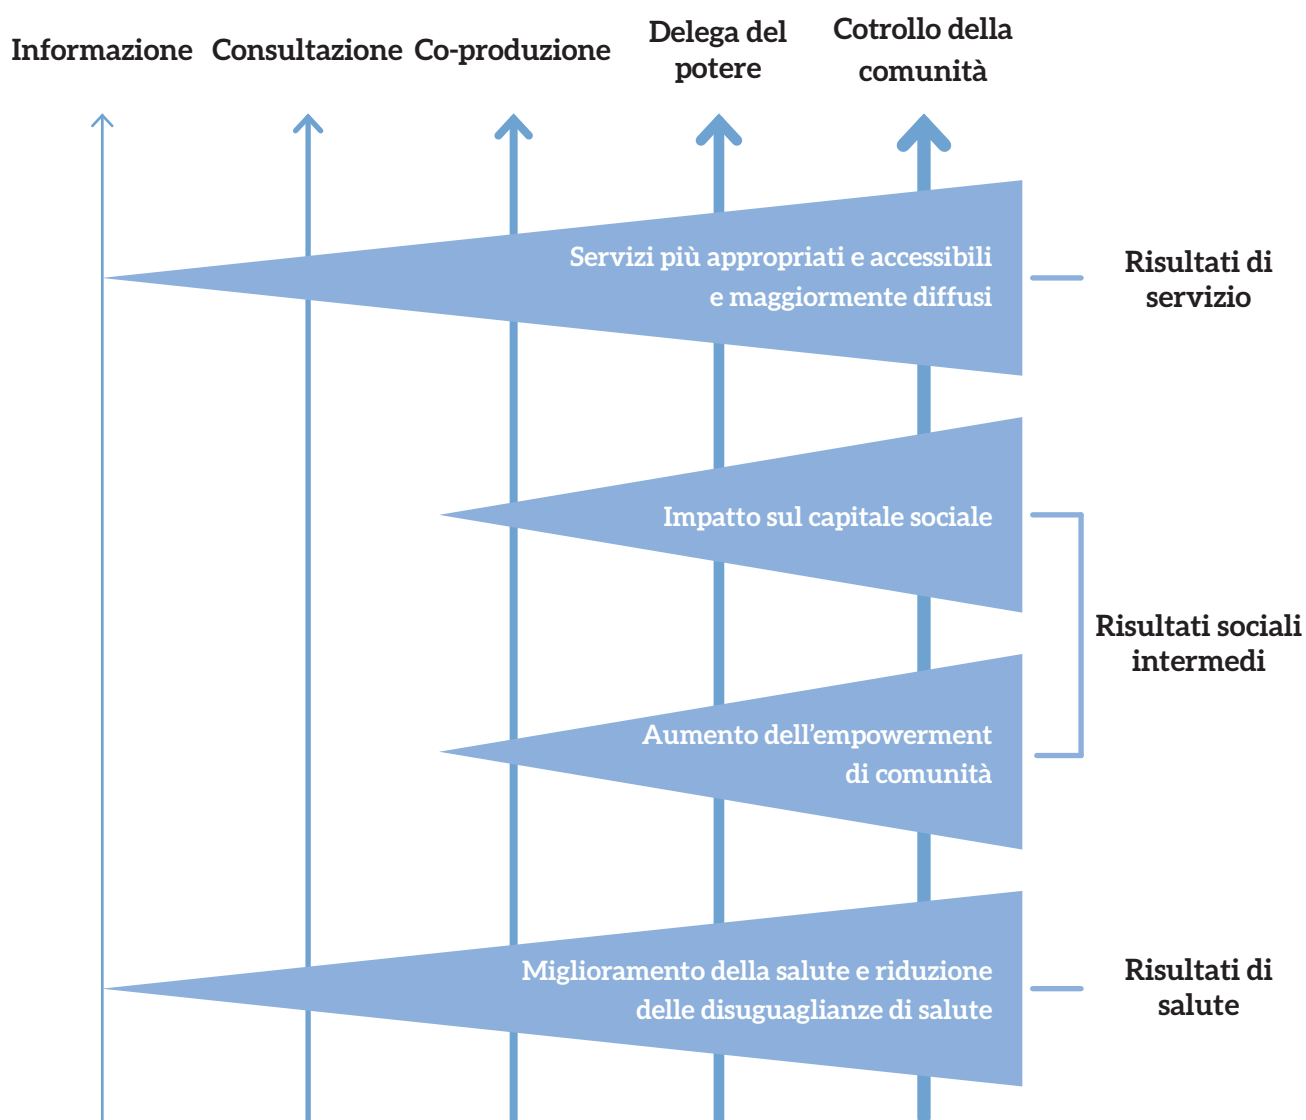 Informazione
Consultazione
Co-produzione
Delega del
potere
Cotrollo della
comunità
Servizi più appropriati e accessibili
e maggiormente diffusi
Risultati di
servizio
Impatto sul capitale sociale
Risultati sociali
intermedi
Aumento dell’empowerment
di comunità
Miglioramento della salute e riduzione
delle disuguaglianze di salute
Risultati di
salute